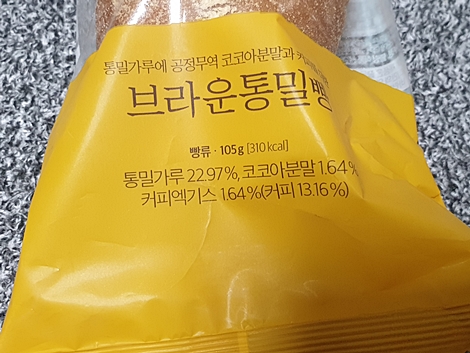 통밀가루에 공정무역 코코아분말과
브라운통밀빵
빵류 · 105g [310 kcal]
통밀가루 22.97%, 코코아분말 1.64%
커피엑기스 1.64%(커피 13.16%)